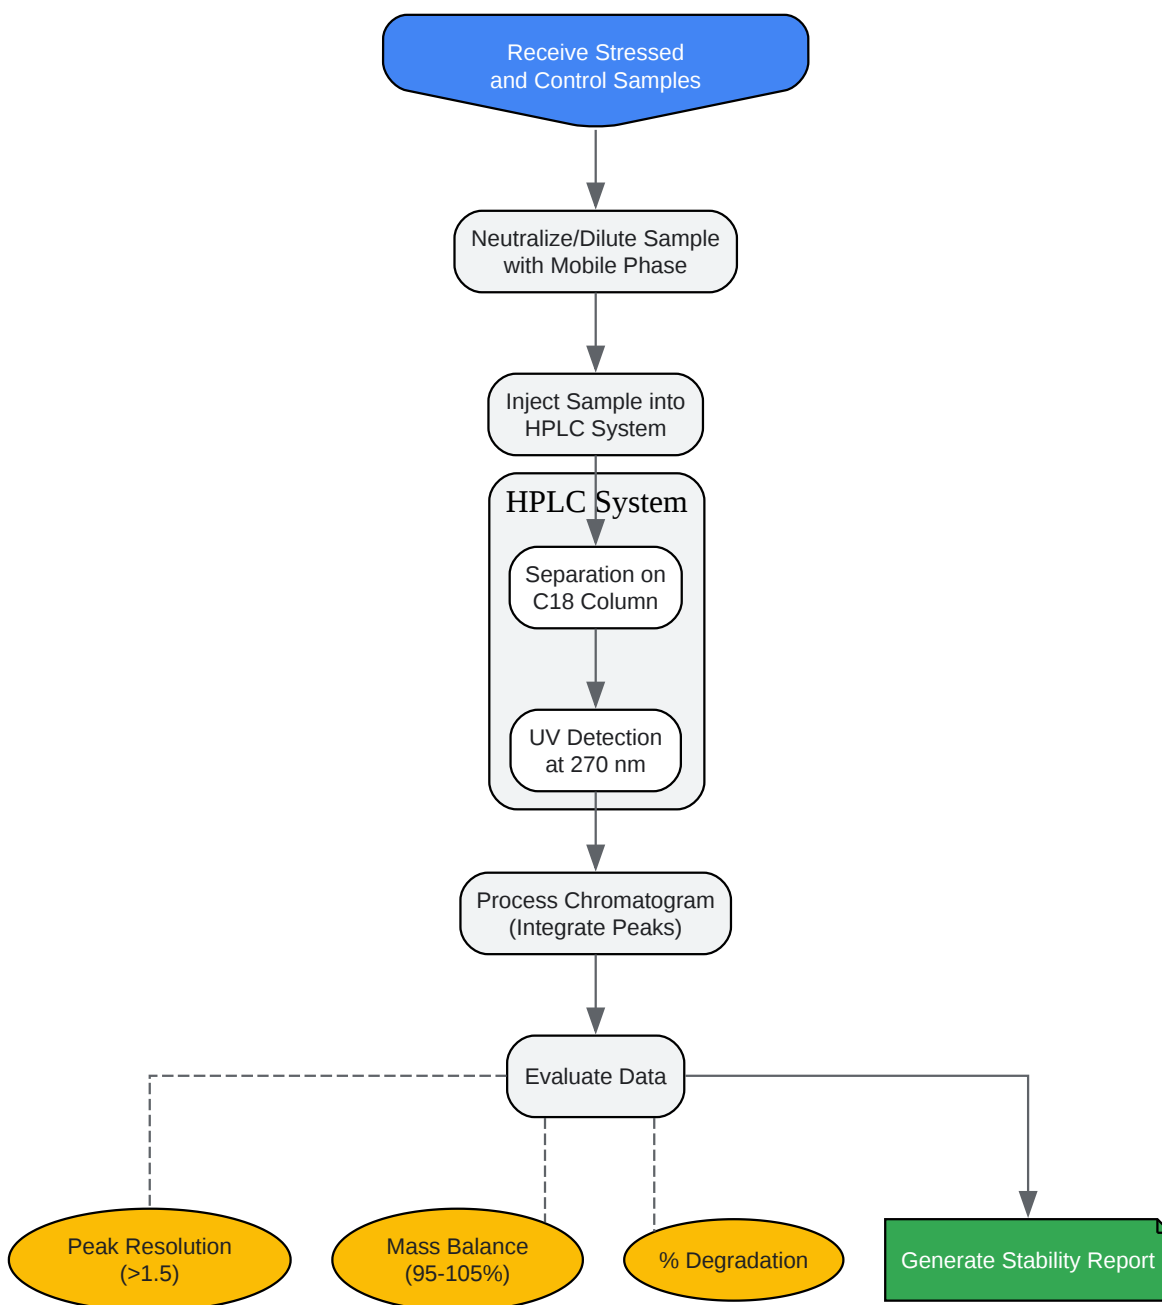 Receive Stressed
and Control Samples
Neutralize/Dilute Sample
with Mobile Phase
Inject Sample into
HPLC System
HPLC System
Separation on
C18 Column
UV Detection
at 270 nm
Process Chromatogram
(Integrate Peaks)
Evaluate Data
Peak Resolution
(>1.5)
Mass Balance
(95-105%)
% Degradation
Generate Stability Report